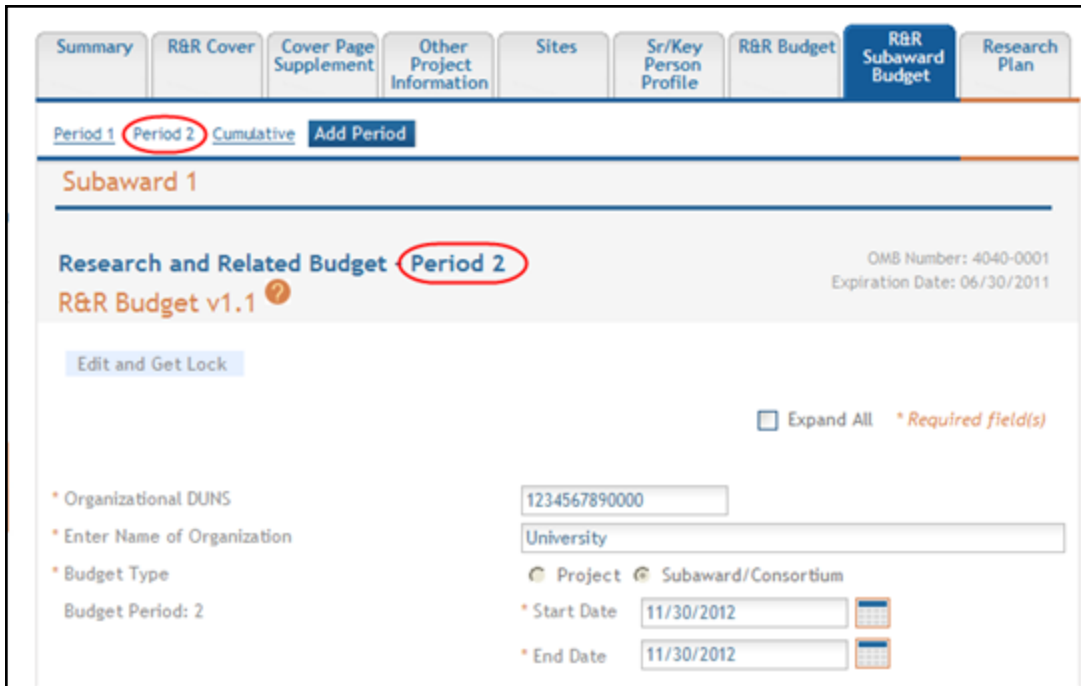 Summary
R&R Cover
Cover Page
Supplement
Other
Project
Information
Sites
Sr/Key
Person
Profile
R&R Budget
R&R
Subaward
Budget
Research
Plan
Period 1 Period 2 Cumulative Add Period
Subaward 1
Research and Related Budget - Period 2
R&R Budget v1.1 ?
OMB Number: 4040-0001
Expiration Date: 06/30/2011
Edit and Get Lock
Expand All * Required field(s)
* Organizational DUNS 1234567890000
* Enter Name of Organization University
* Budget Type Project Subaward/Consortium
Budget Period: 2 * Start Date 11/30/2012
* End Date 11/30/2012